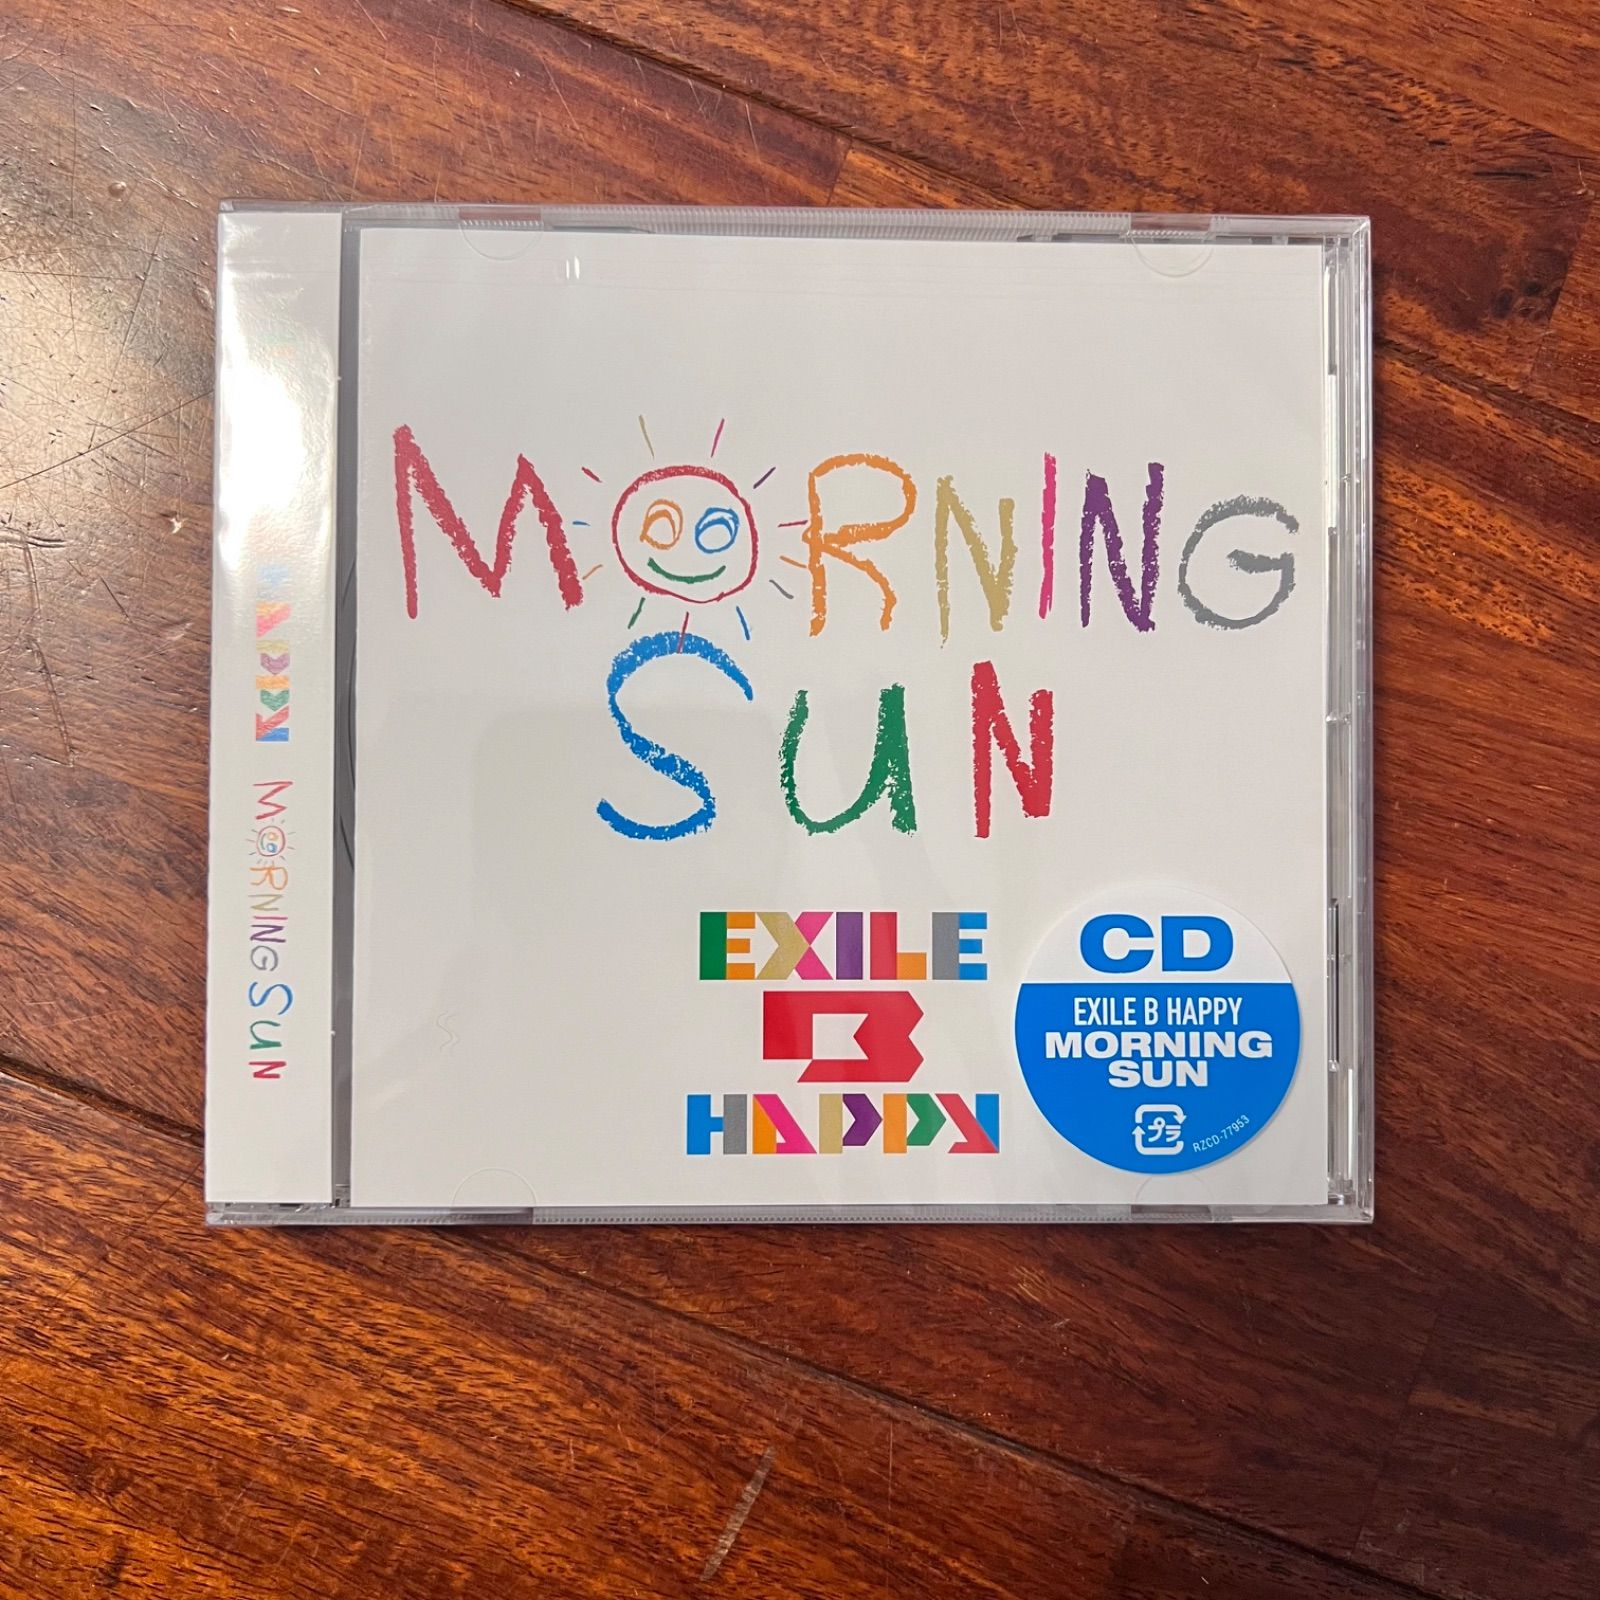 MORNING
SUN
EXILE
B
HAPPY
CD
EXILE B HAPPY
MORNING
SUN
プラ
RZCD-77953
MORNING SUN